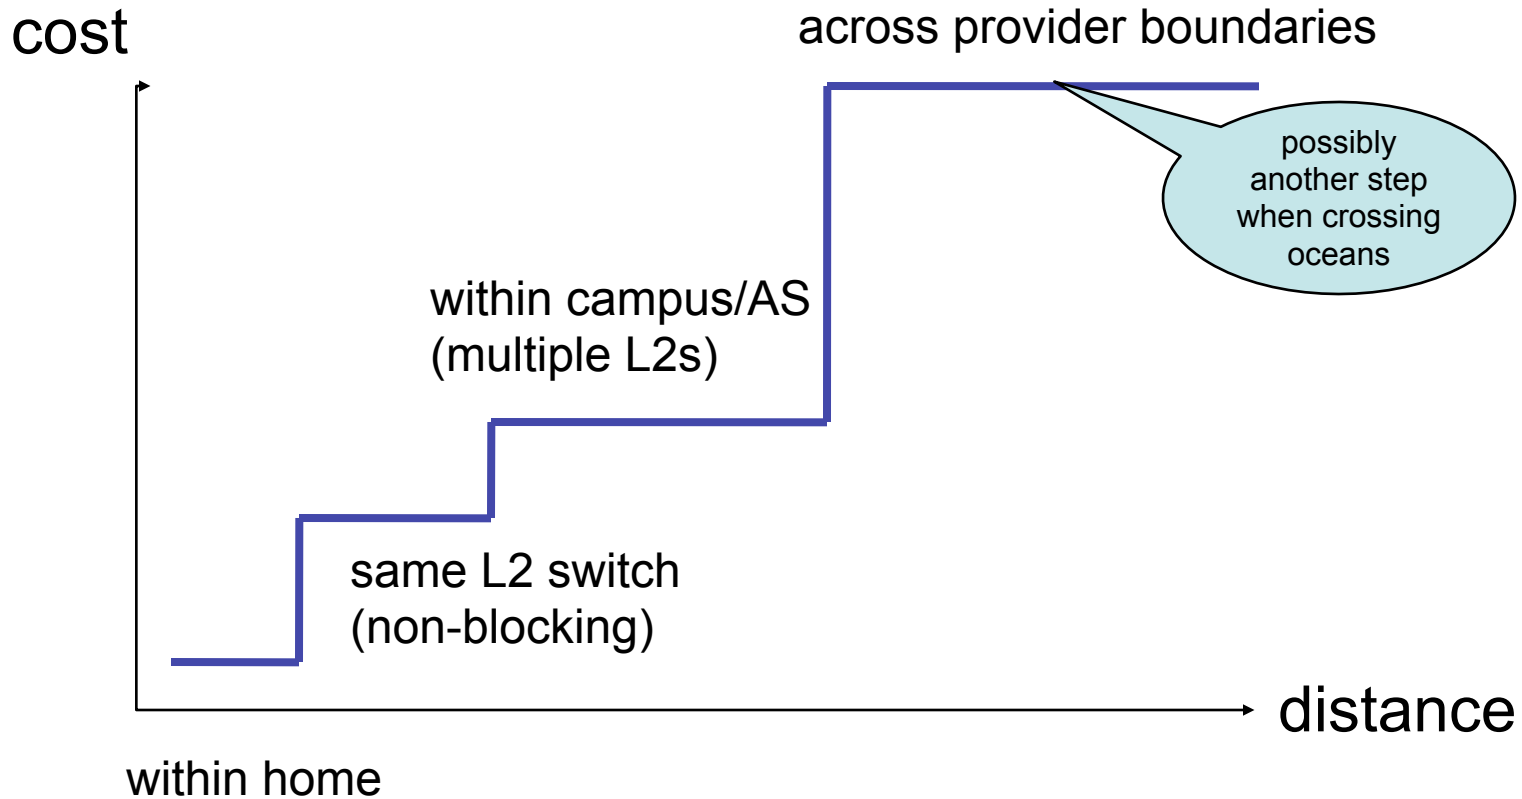 cost
across provider boundaries
possibly
another step
when crossing
oceans
within campus/AS
(multiple L2s)
same L2 switch
(non-blocking)
distance
within home